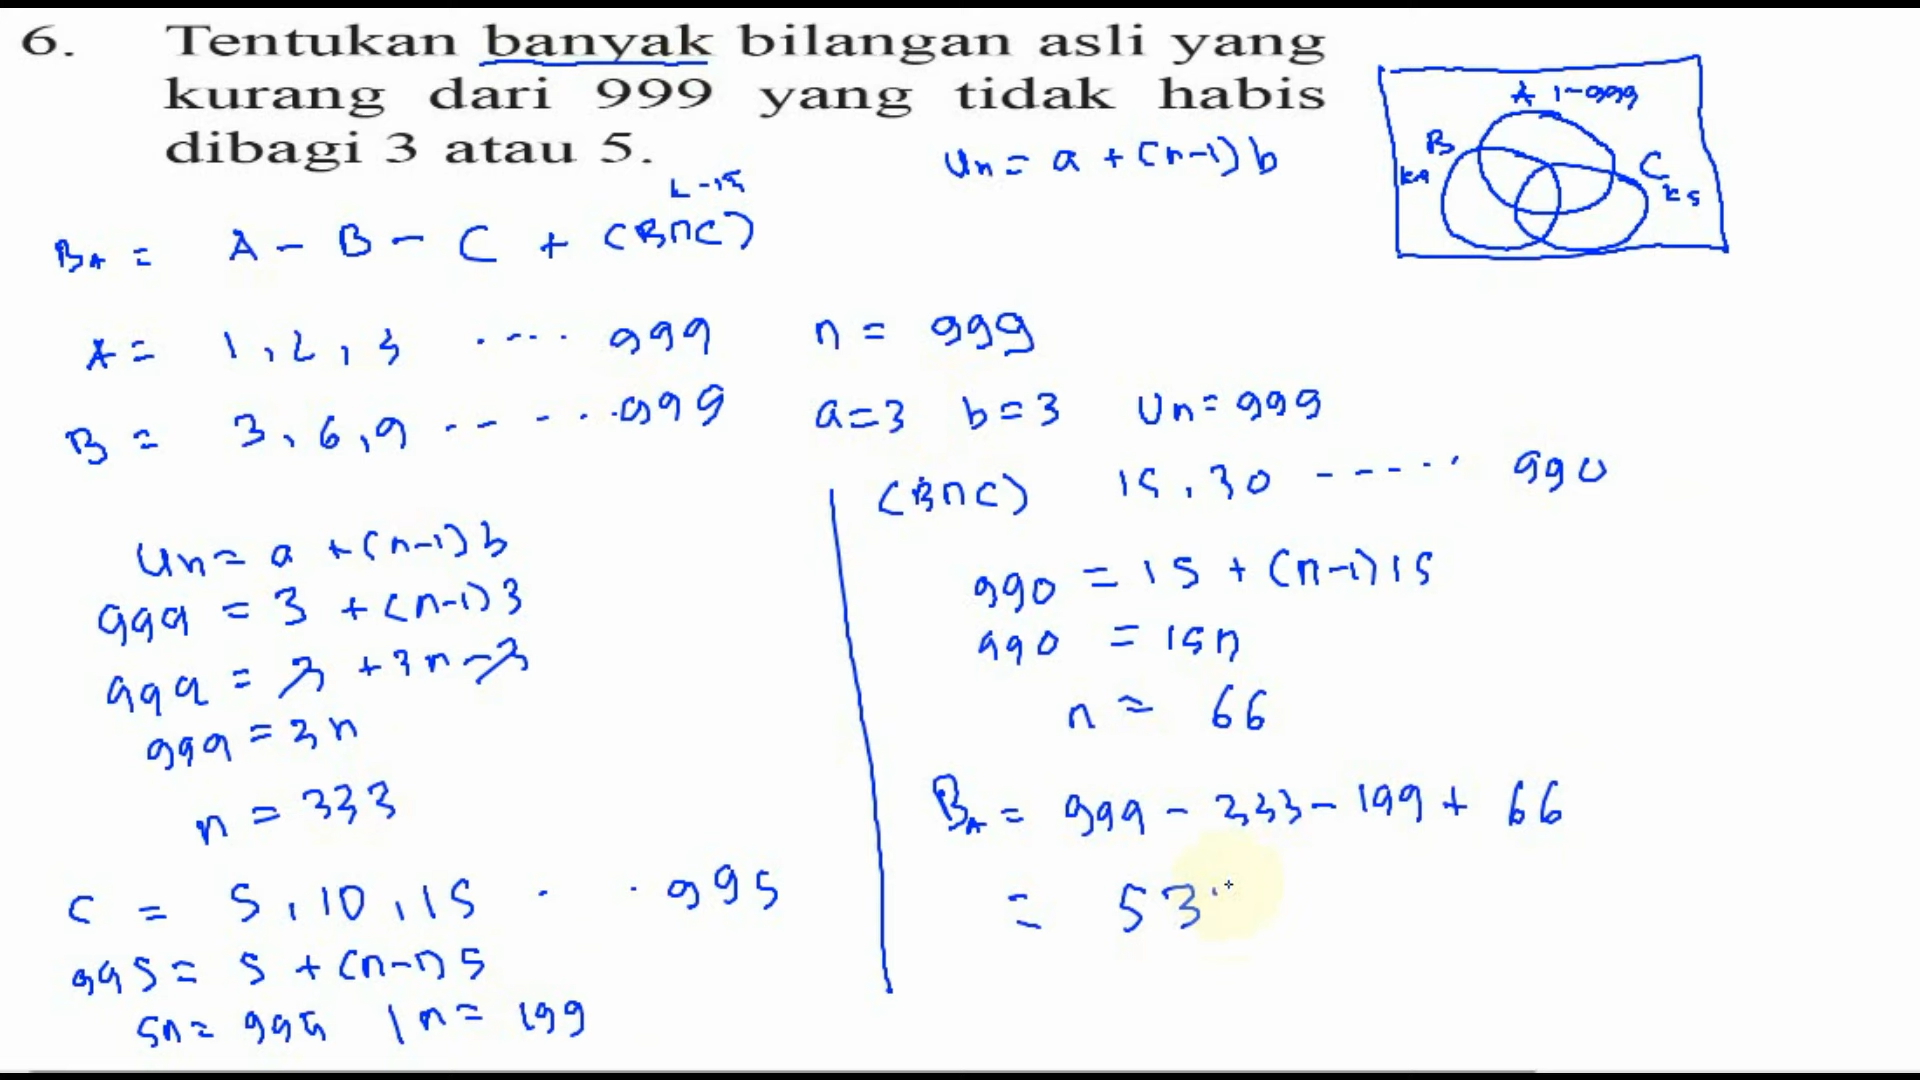 6. Tentukan banyak bilangan asli yang
kurang dari 999 yang tidak habis
dibagi 3 atau 5.
Un = a + (n-1) b
A 1-999
B
C
k5
BA = A - B - C + (B∩C)
A = 1, 2, 3 ..... 999 n = 999
B = 3, 6, 9 ...... 999 a=3 b=3 Un = 999
Un = a + (n-1) b
999 = 3 + (n-1) 3
999 = 3 + 3n - 3
999 = 3n
n = 333
C = 5, 10, 15 . . 995
995 = 5 + (n-1) 5
5n = 995 | n = 199
(B∩C) 15, 30 ...... 990
990 = 15 + (n-1) 15
990 = 15n
n = 66
BA = 999 - 333 - 199 + 66
= 53